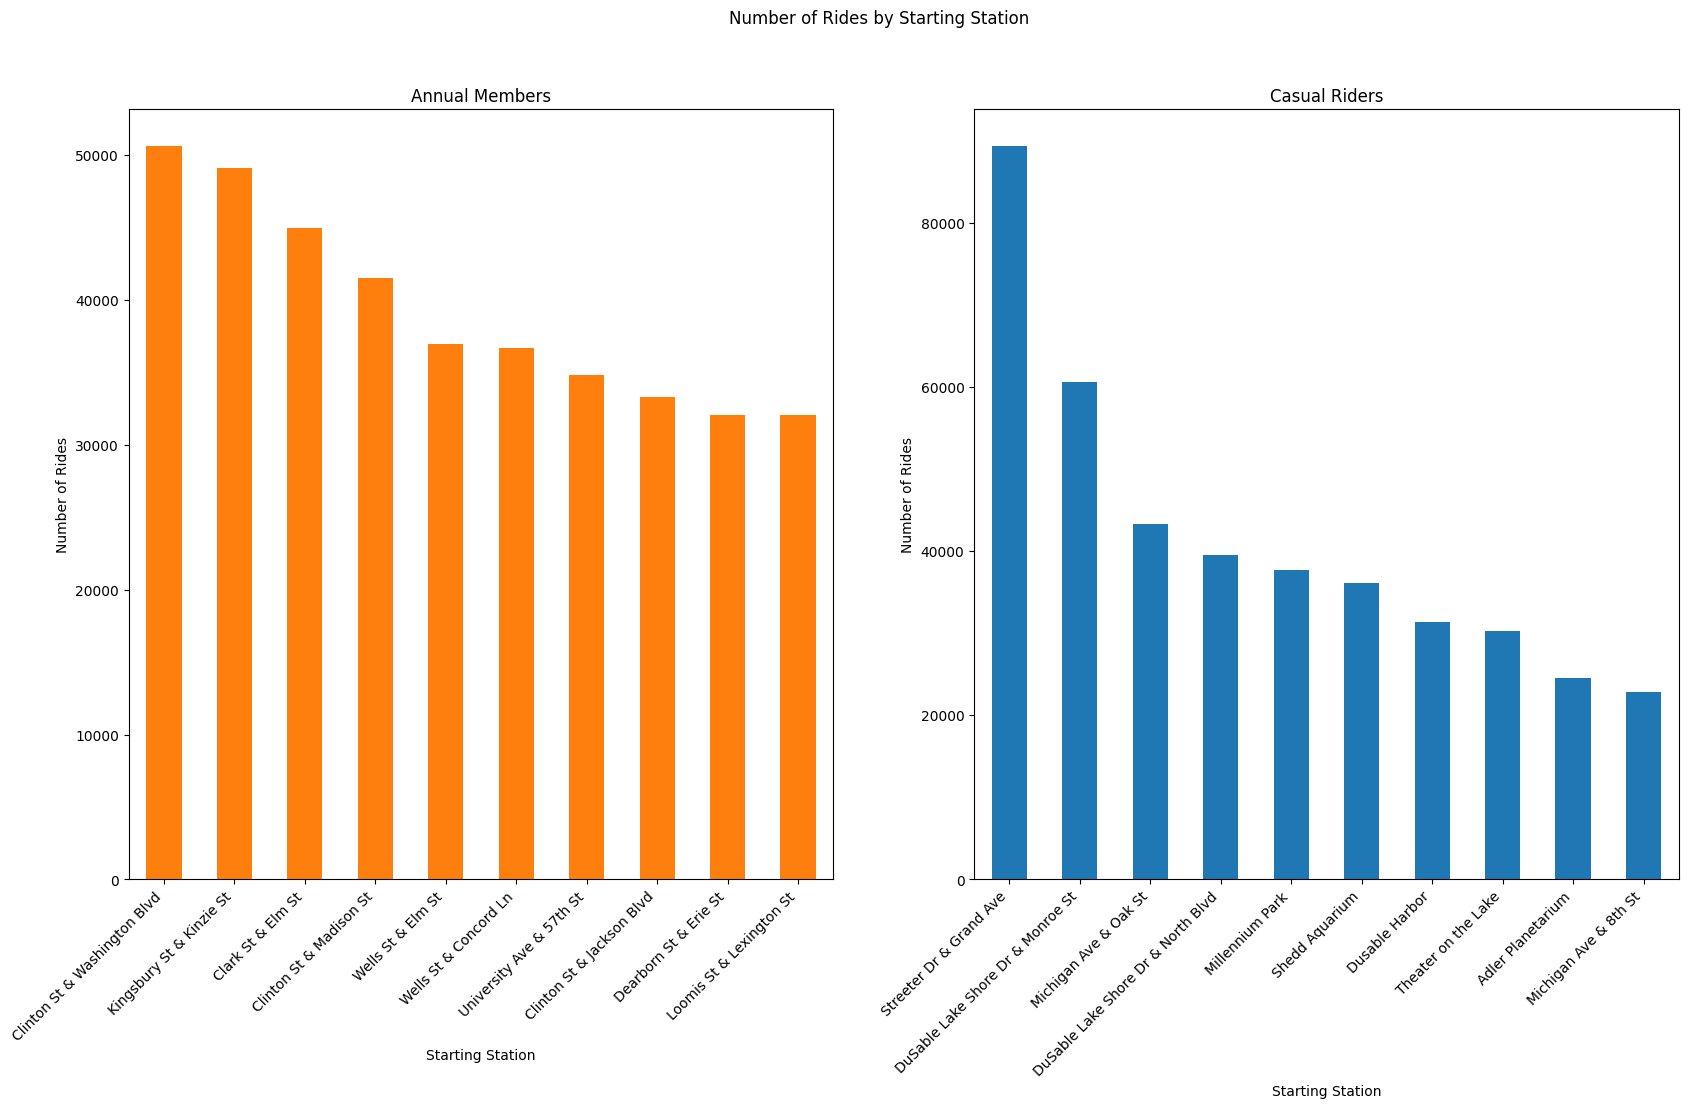 Number of Rides by Starting Station
Annual Members
Number of Rides
50000
40000
30000
20000
10000
0
Clinton St & Washington Blvd
Kingsbury St & Kinzie St
Clark St & Elm St
Clinton St & Madison St
Wells St & Elm St
Wells St & Concord Ln
University Ave & 57th St
Clinton St & Jackson Blvd
Dearborn St & Erie St
Loomis St & Lexington St
Starting Station
Casual Riders
Number of Rides
80000
60000
40000
20000
0
Streeter Dr & Grand Ave
DuSable Lake Shore Dr & Monroe St
Michigan Ave & Oak St
DuSable Lake Shore Dr & North Blvd
Millennium Park
Shedd Aquarium
Dusable Harbor
Theater on the Lake
Adler Planetarium
Michigan Ave & 8th St
Starting Station